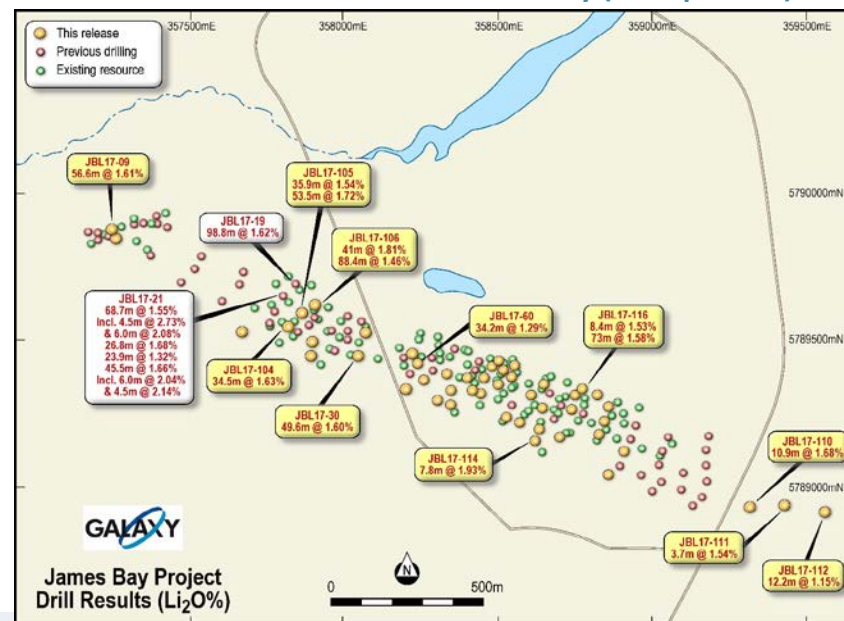 357500mE
358000mE
358500mE
359000mE
359500mE
This release
Previous drilling
Existing resource
JBL17-09
56.6m @ 1.61%
JBL17-105
35.9m @ 1.54%
53.5m @ 1.72%
5790000mN
JBL17-19
98.8m @ 1.62%
JBL17-106
41m @ 1.81%
88.4m @ 1.46%
JBL17-21
68.7m @ 1.55%
Incl. 4.5m @ 2.73%
& 6.0m @ 2.08%
26.8m @ 1.68%
23.9m @ 1.32%
45.5m @ 1.66%
Incl. 6.0m @ 2.04%
& 4.5m @ 2.14%
JBL17-60
34.2m @ 1.29%
JBL17-116
8.4m @ 1.53%
73m @ 1.58%
5789500mN
JBL17-104
34.5m @ 1.63%
JBL17-30
49.6m @ 1.60%
JBL17-114
7.8m @ 1.93%
JBL17-110
10.9m @ 1.68%
5789000mN
JBL17-111
3.7m @ 1.54%
JBL17-112
12.2m @ 1.15%
GALAXY
James Bay Project
Drill Results (Li₂O%)
N
0 500m